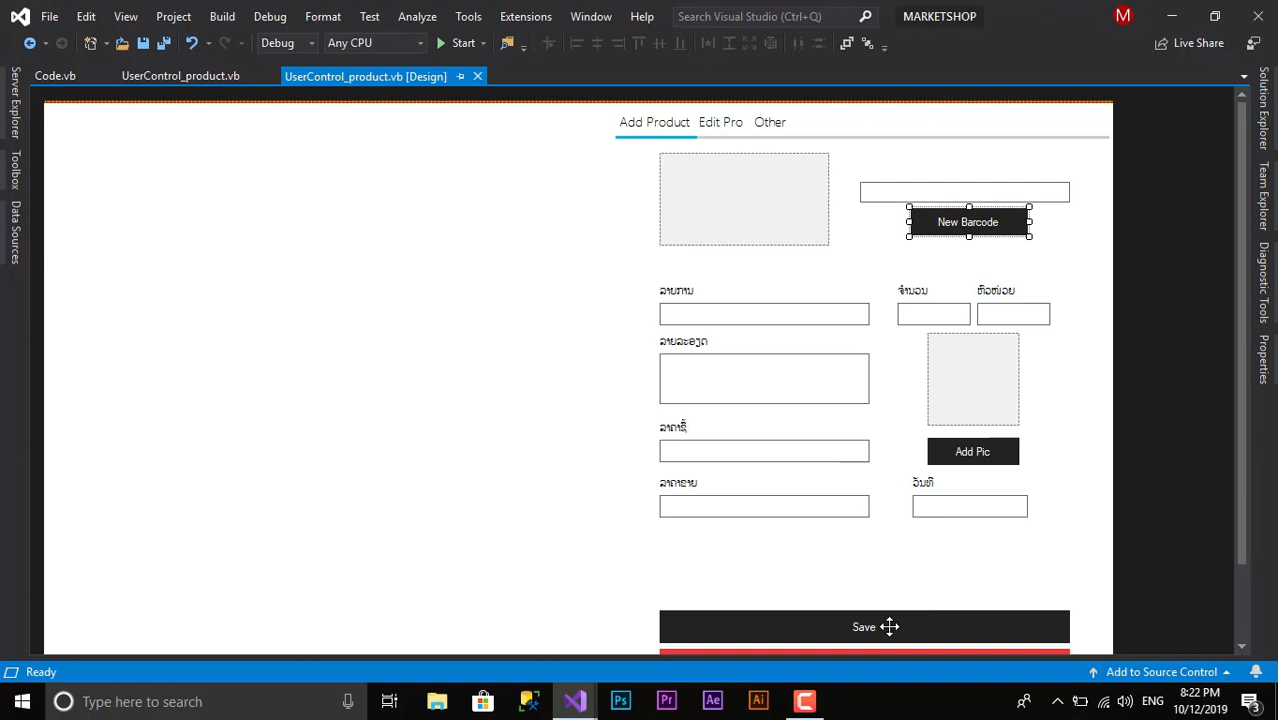 File Edit View Project Build Debug Format Test Analyze Tools Extensions Window Help Search Visual Studio (Ctrl+Q) MARKETSHOP M
Debug Any CPU Start Live Share
Code.vb UserControl_product.vb UserControl_product.vb [Design]
Server Explorer
Toolbox
Data Sources
Solution Explorer
Team Explorer
Diagnostic Tools
Properties
Add Product Edit Pro Other
New Barcode
ລາຍການ ຈຳນວນ ຫົວໜ່ວຍ
ລາຍລະອຽດ
ລາຄາຊື້
Add Pic
ລາຄາຂາຍ ວັນທີ
Save
Ready Add to Source Control
Type here to search Ps Pr Ae Ai ENG 8:22 PM
10/12/2019 3